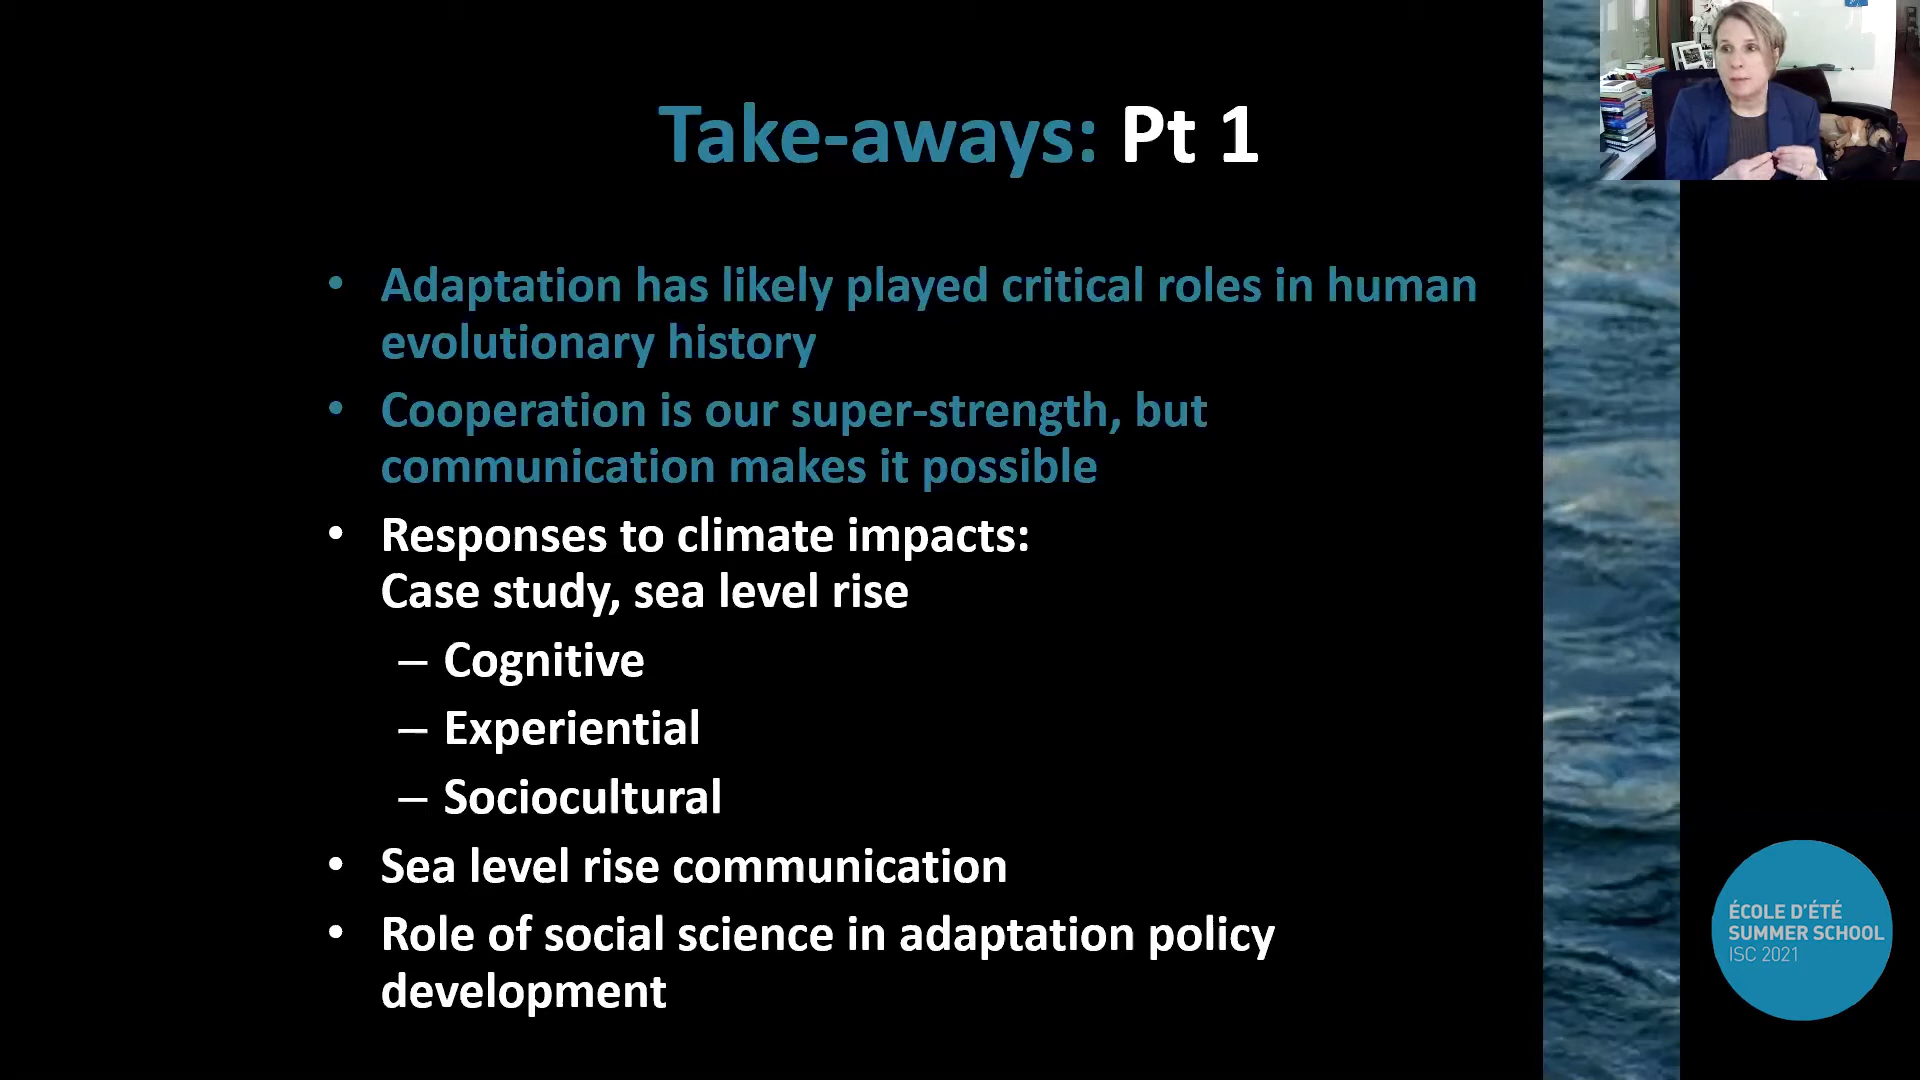 Take-aways: Pt 1
• Adaptation has likely played critical roles in human
evolutionary history
• Cooperation is our super-strength, but
communication makes it possible
• Responses to climate impacts:
Case study, sea level rise
– Cognitive
– Experiential
– Sociocultural
• Sea level rise communication
• Role of social science in adaptation policy
development
ÉCOLE D'ÉTÉ
SUMMER SCHOOL
ISC 2021